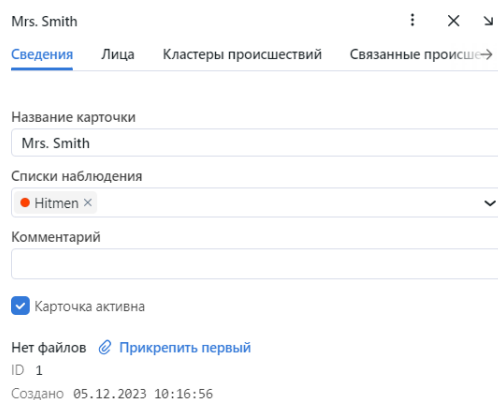 Mrs. Smith
Сведения Лица Кластеры происшествий Связанные происше
Название карточки
Mrs. Smith
Списки наблюдения
Hitmen
Комментарий
Карточка активна
Нет файлов Прикрепить первый
ID 1
Создано 05.12.2023 10:16:56